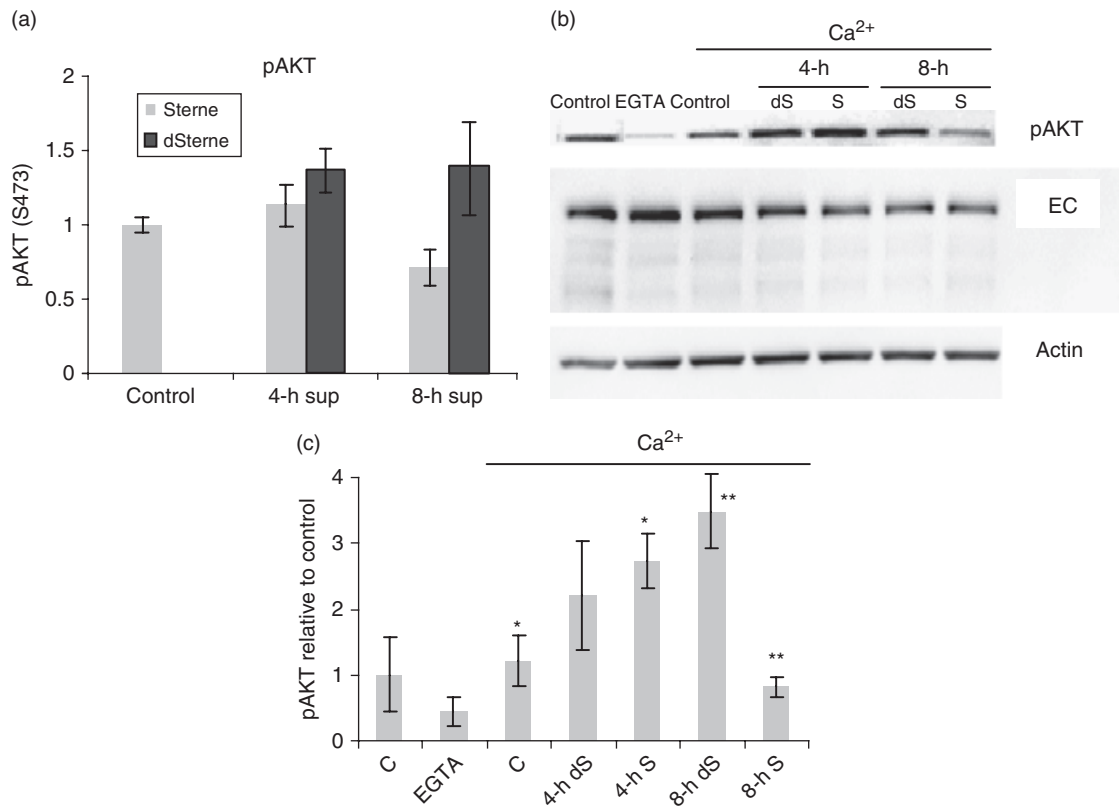 (a)
pAKT
pAKT (S473)
2
1.5
1
0.5
0
Sterne
dSterne
Control 4-h sup 8-h sup
(b)
Ca²⁺
4-h 8-h
Control EGTA Control dS S dS S
pAKT
EC
Actin
(c)
Ca²⁺
pAKT relative to control
4
3
2
1
0
* * ** **
C EGTA C 4-h dS 4-h S 8-h dS 8-h S